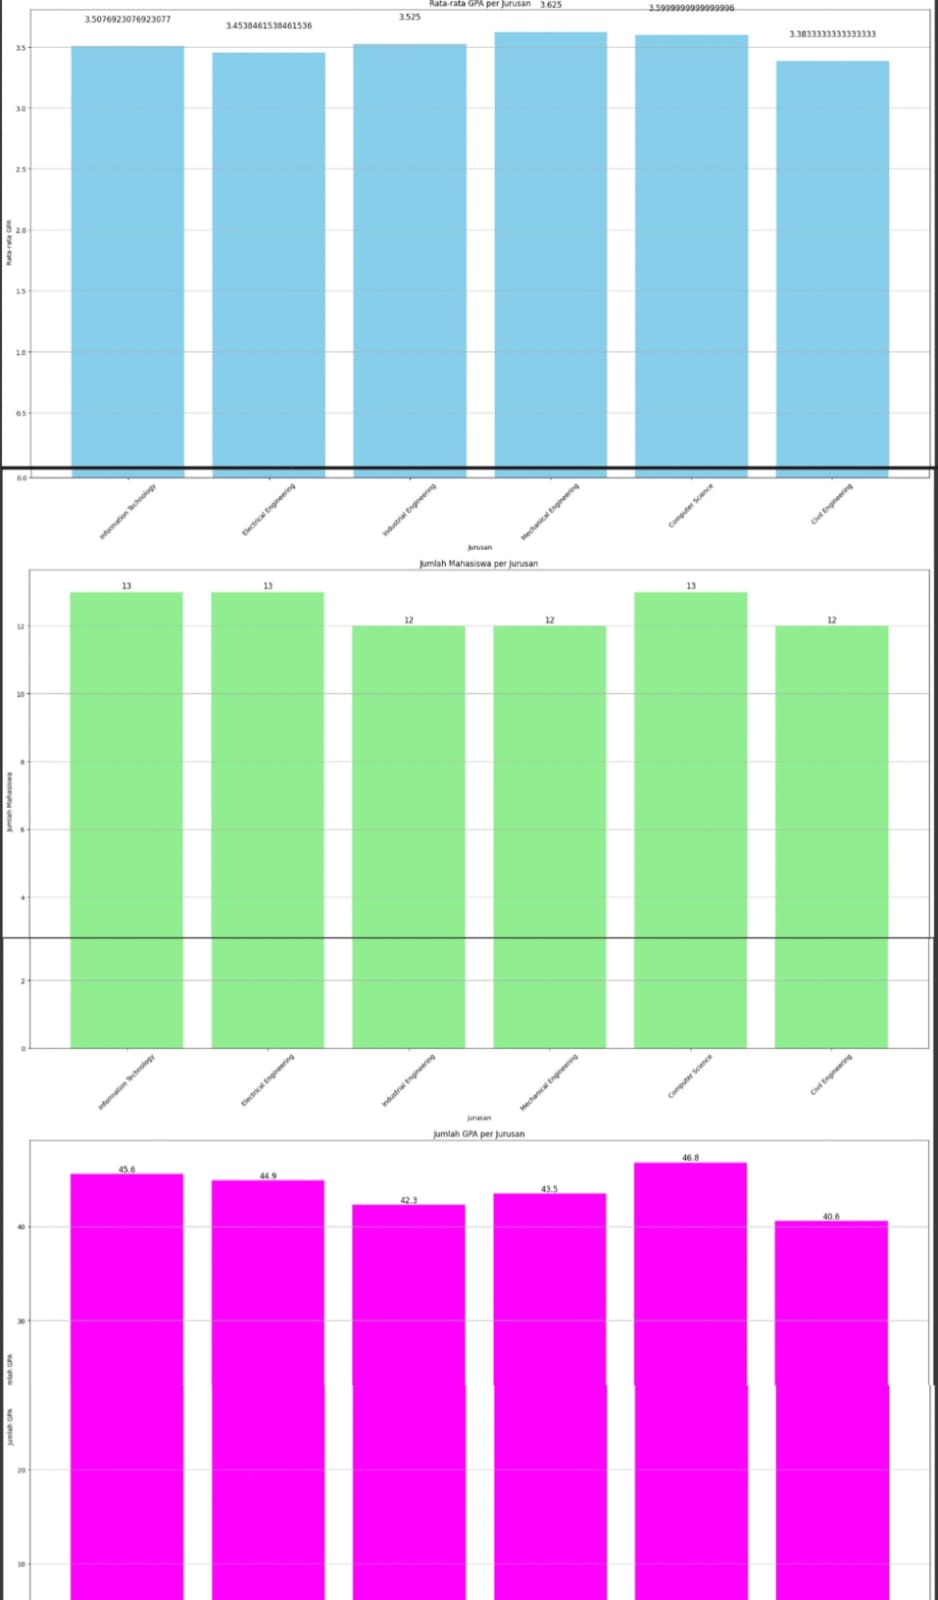 Rata-rata GPA per Jurusan
3.5076923076923077
3.4538461538461536
3.525
3.625
3.5999999999999996
3.3833333333333333
3.5
3.0
2.5
2.0
1.5
1.0
0.5
0.0
Rata-rata GPA
Information Technology
Electrical Engineering
Industrial Engineering
Mechanical Engineering
Computer Science
Civil Engineering
Jurusan
Jumlah Mahasiswa per Jurusan
13
13
12
12
13
12
12
10
8
6
4
2
0
Jumlah Mahasiswa
Information Technology
Electrical Engineering
Industrial Engineering
Mechanical Engineering
Computer Science
Civil Engineering
Jurusan
Jumlah GPA per Jurusan
45.6
44.9
42.3
43.5
46.8
40.6
40
30
mlah GPA
Jumlah GPA
20
10